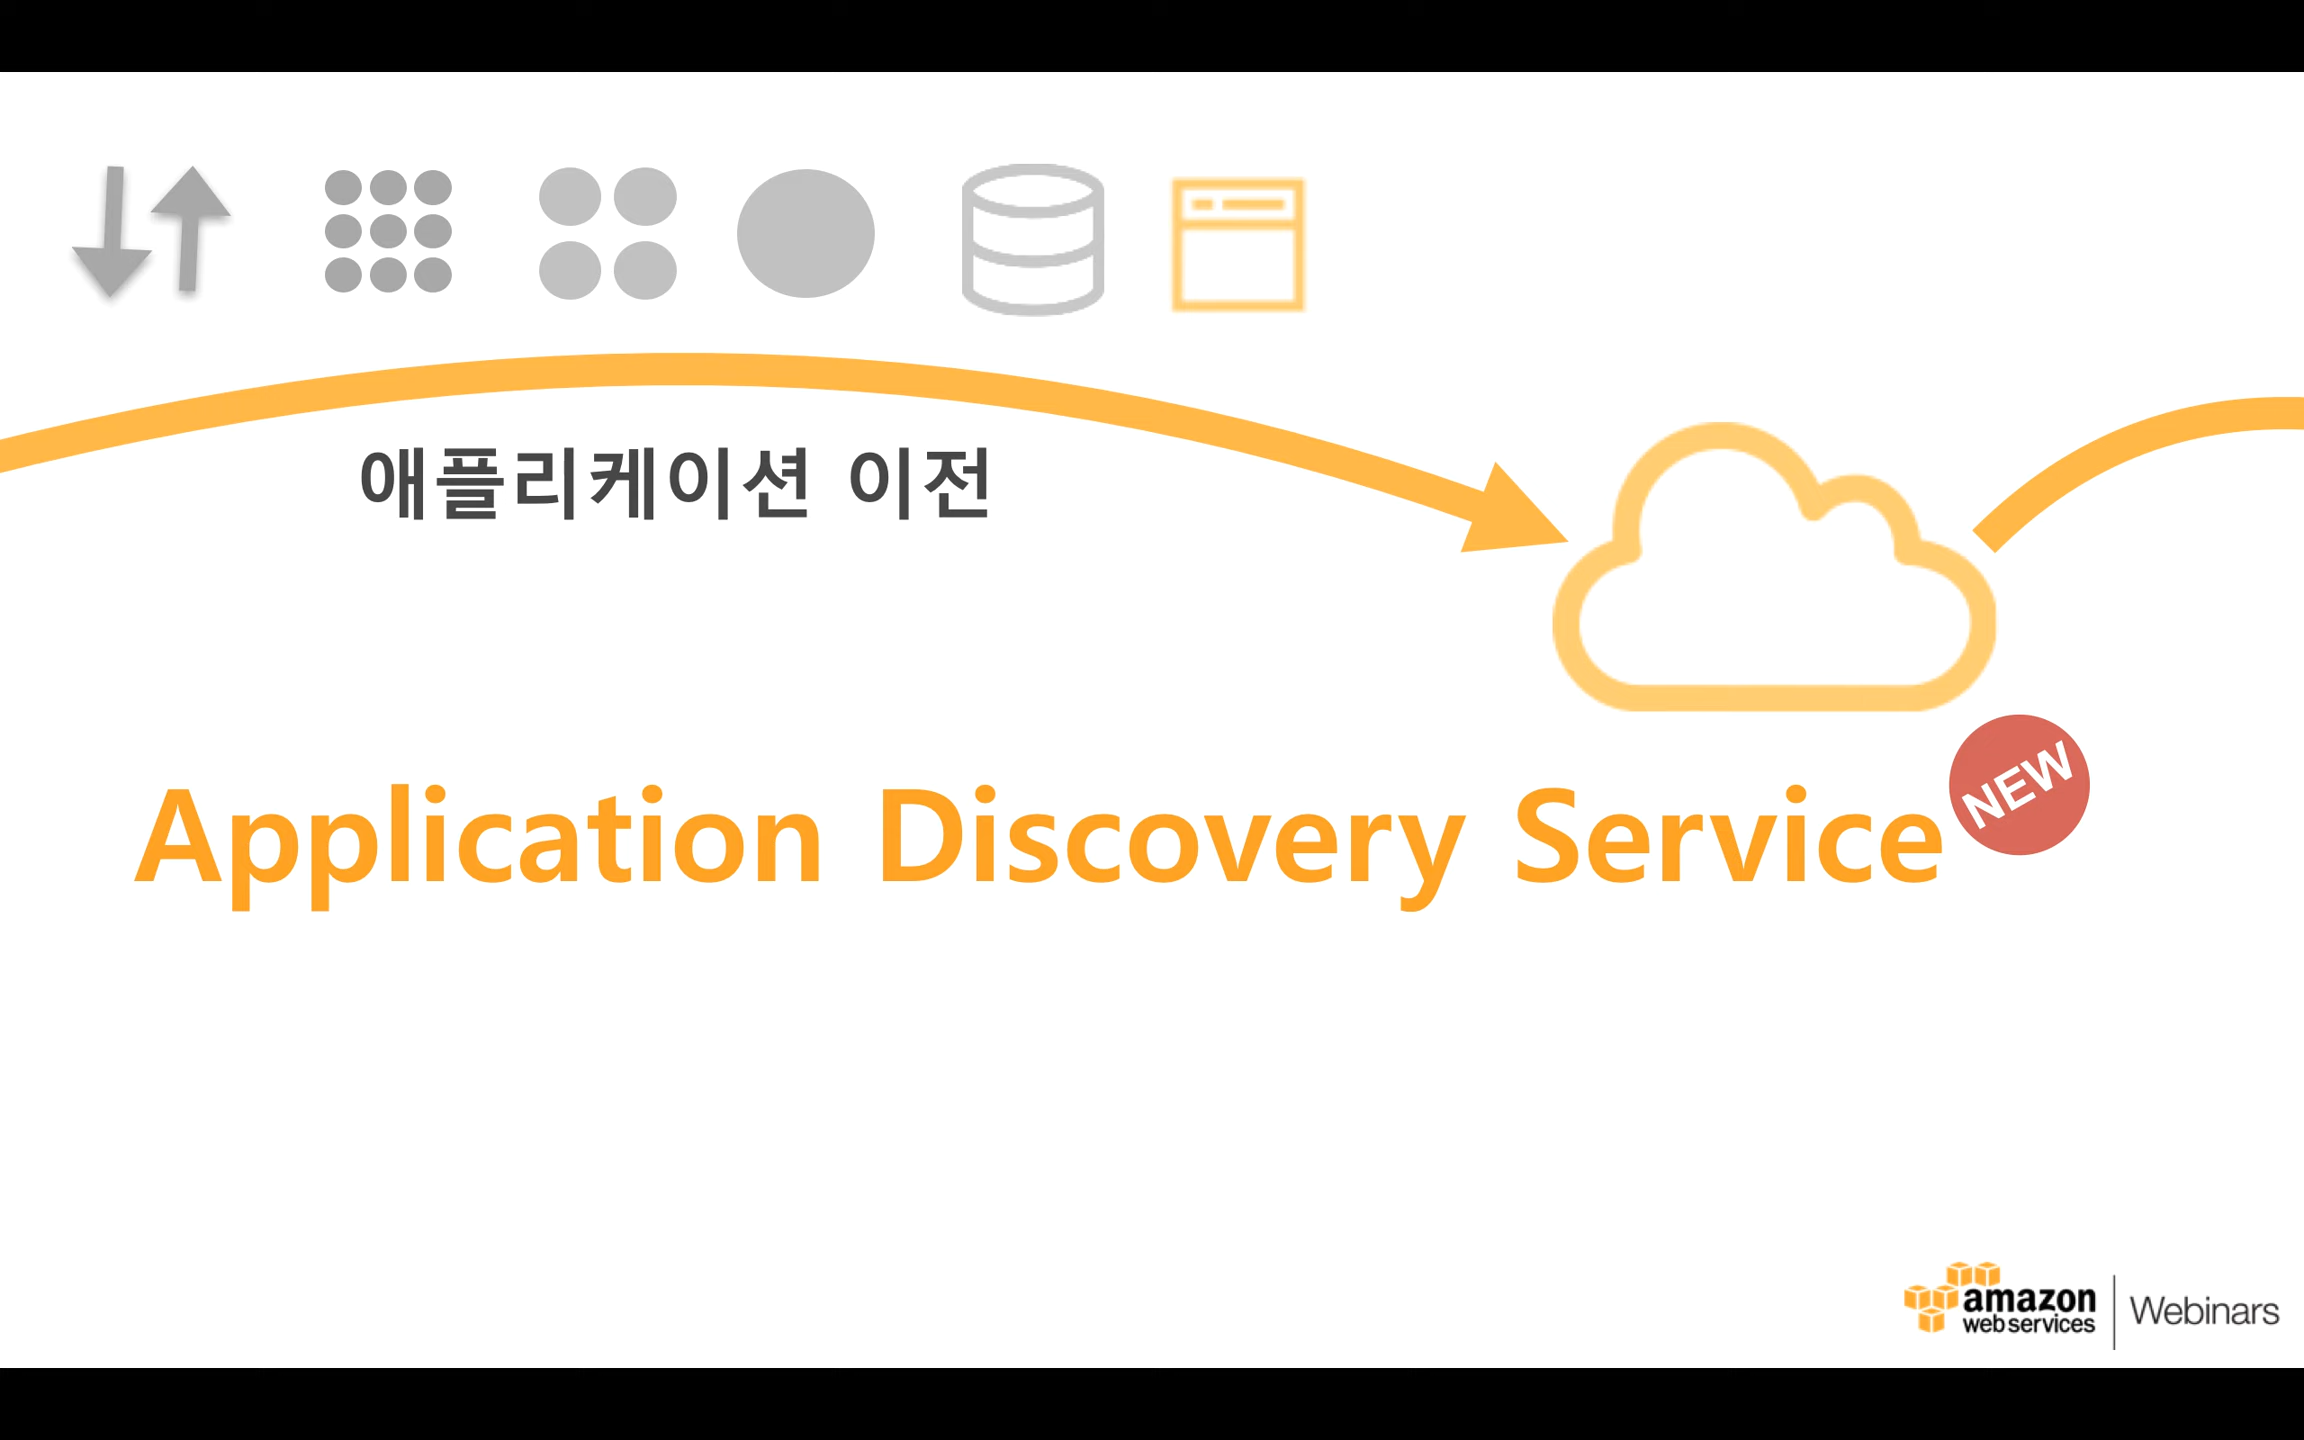 애플리케이션 이전
NEW
Application Discovery Service
amazon
web services
Webinars